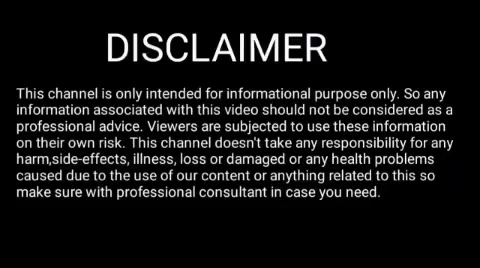 DISCLAIMER
This channel is only intended for informational purpose only. So any
information associated with this video should not be considered as a
professional advice. Viewers are subjected to use these information
on their own risk. This channel doesn't take any responsibility for any
harm,side-effects, illness, loss or damaged or any health problems
caused due to the use of our content or anything related to this so
make sure with professional consultant in case you need.